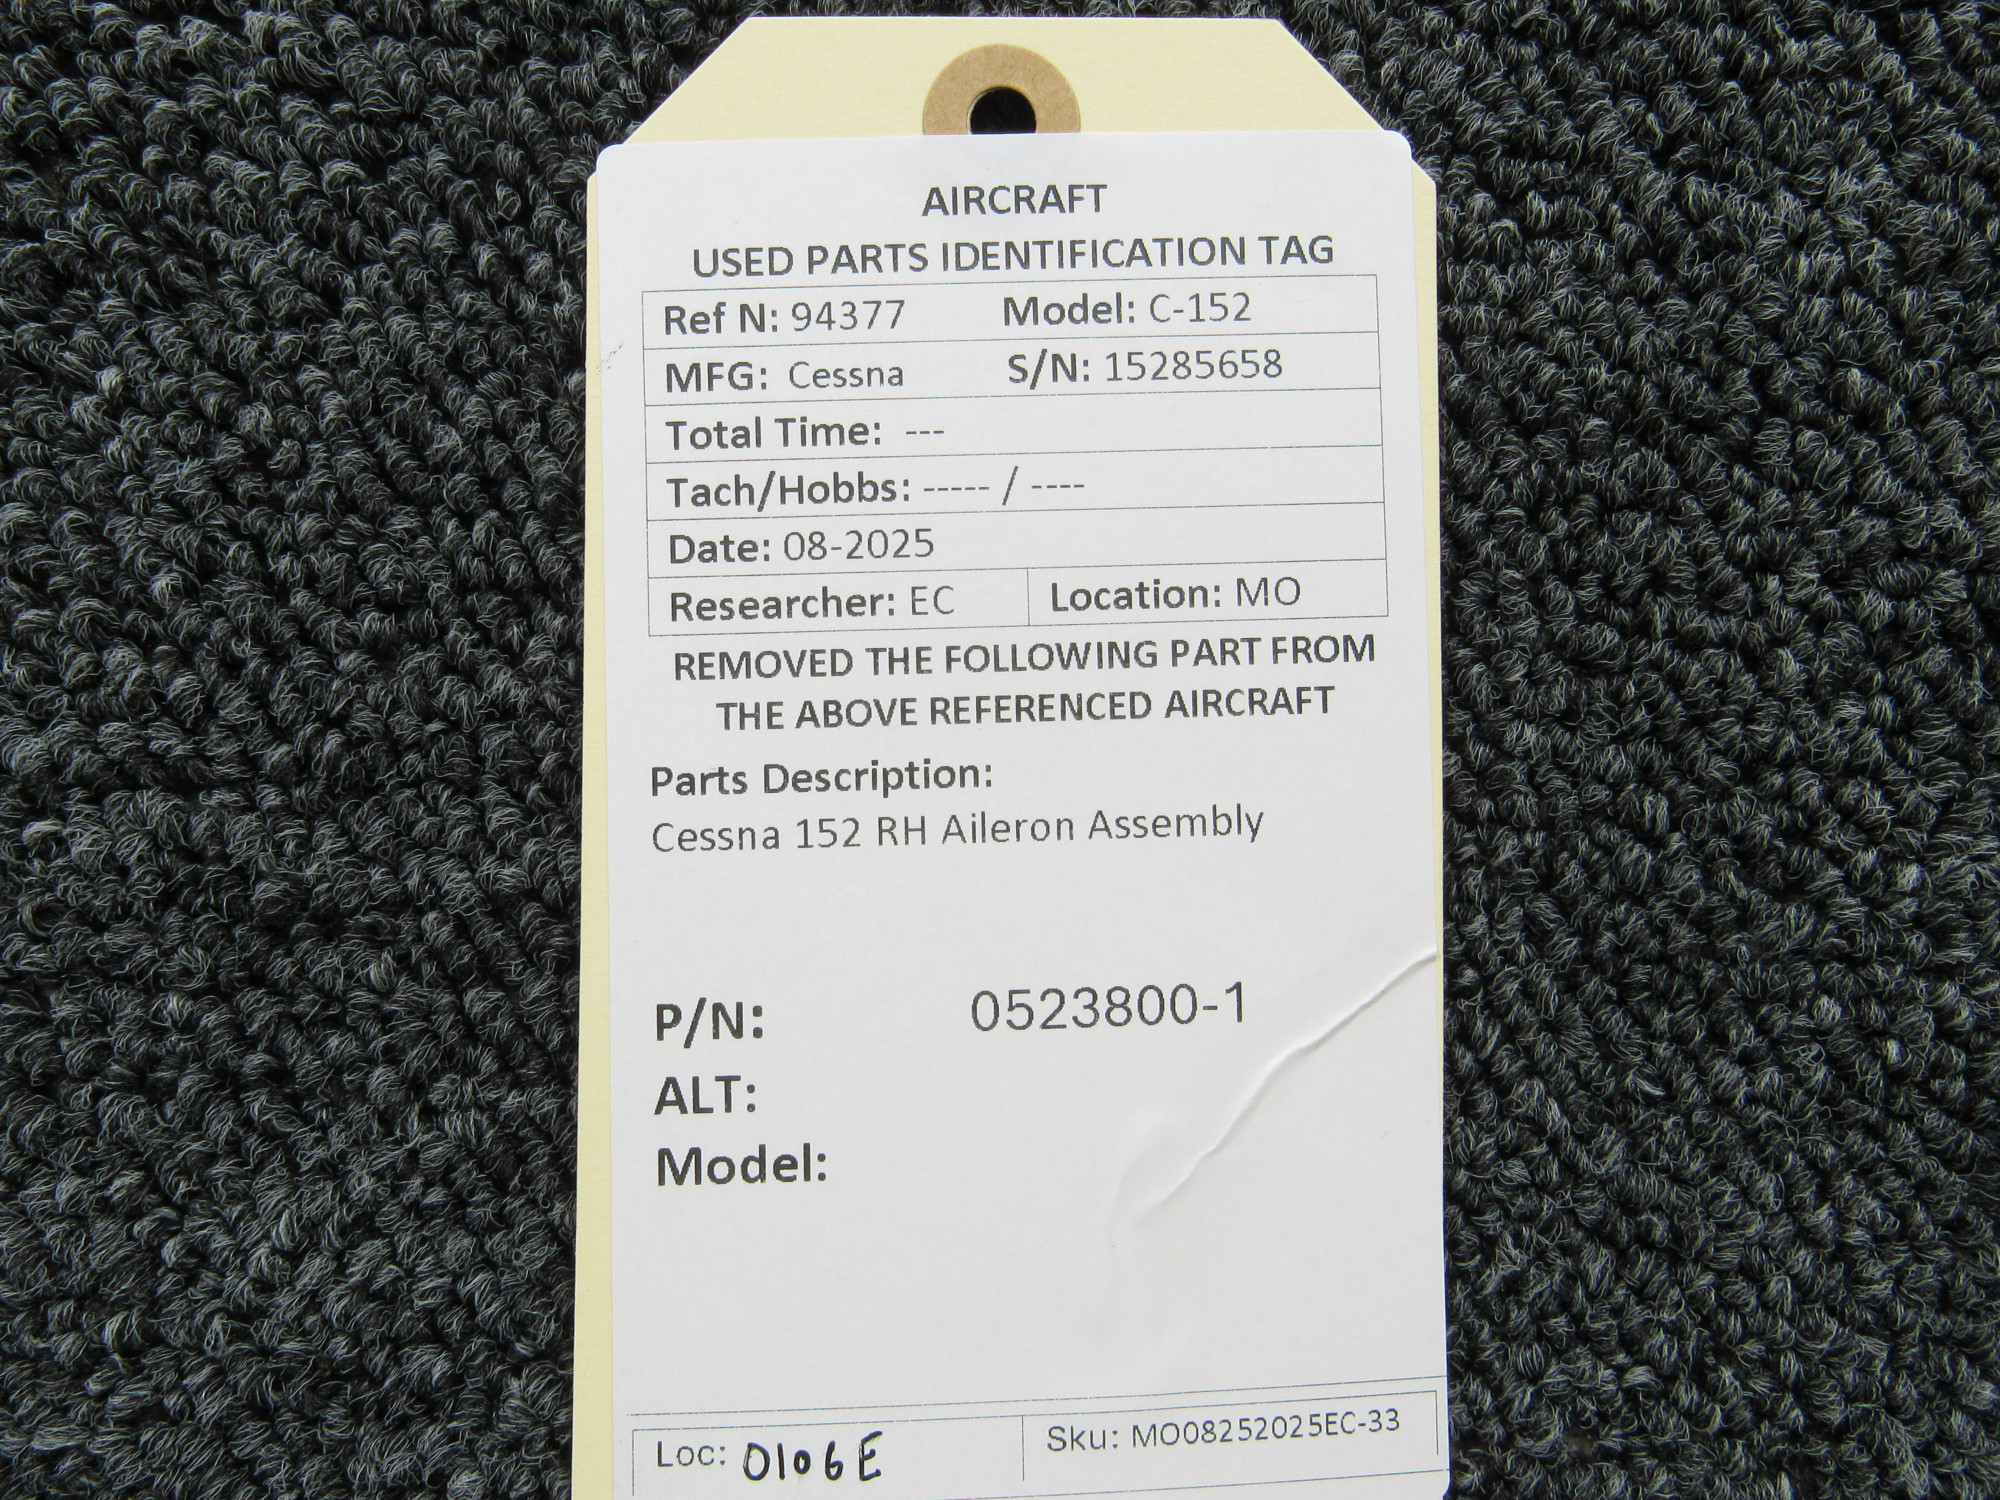 AIRCRAFT
USED PARTS IDENTIFICATION TAG
Ref N: 94377 Model: C-152
MFG: Cessna S/N: 15285658
Total Time: ---
Tach/Hobbs: ----- / ----
Date: 08-2025
Researcher: EC Location: MO
REMOVED THE FOLLOWING PART FROM
THE ABOVE REFERENCED AIRCRAFT
Parts Description:
Cessna 152 RH Aileron Assembly
P/N: 0523800-1
ALT:
Model:
Loc: 0106E Sku: MO08252025EC-33